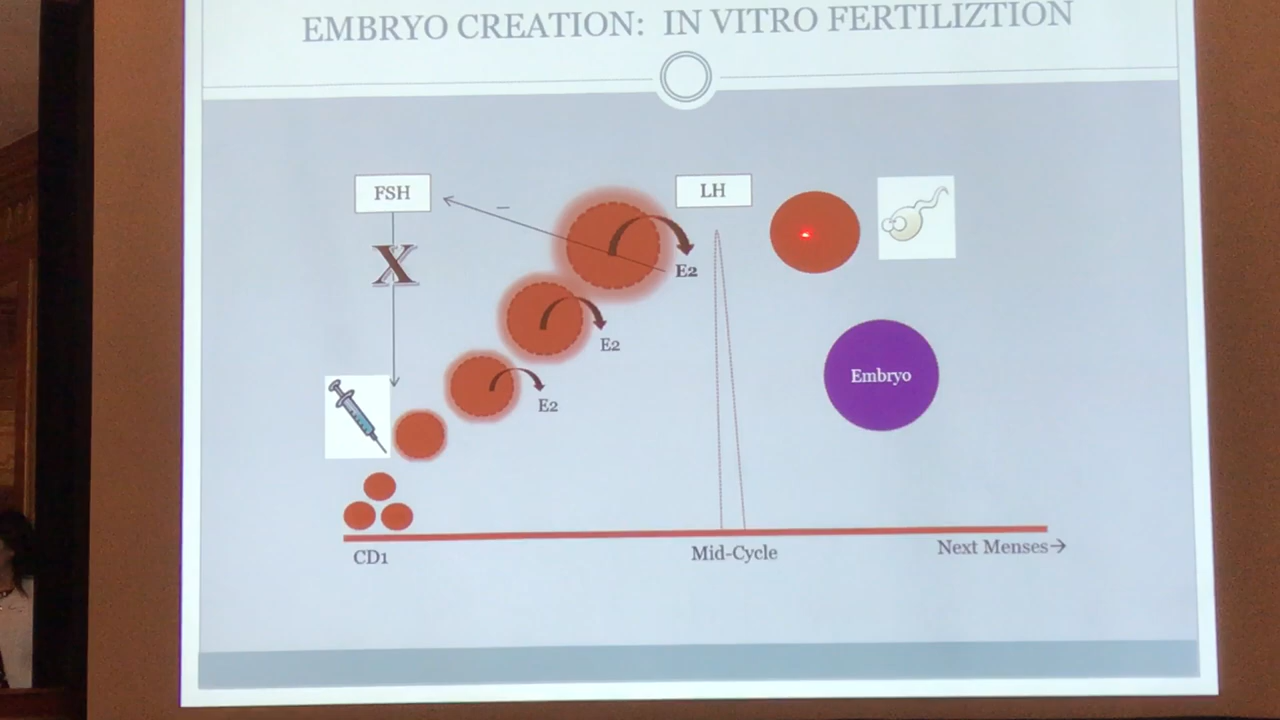 EMBRYO CREATION: IN VITRO FERTILIZTION
FSH
LH
–
X
E2
E2
E2
Embryo
CD1
Mid-Cycle
Next Menses→